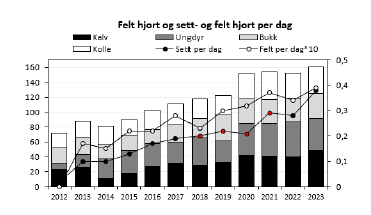 Felt hjort og sett- og felt hjort per dag
Kalv Ungdyr Bukk
Kolle Sett per dag Felt per dag*10
160 0,5
140
120 0,4
100 0,3
80
60 0,2
40 0,1
20
0 0
2012 2013 2014 2015 2016 2017 2018 2019 2020 2021 2022 2023